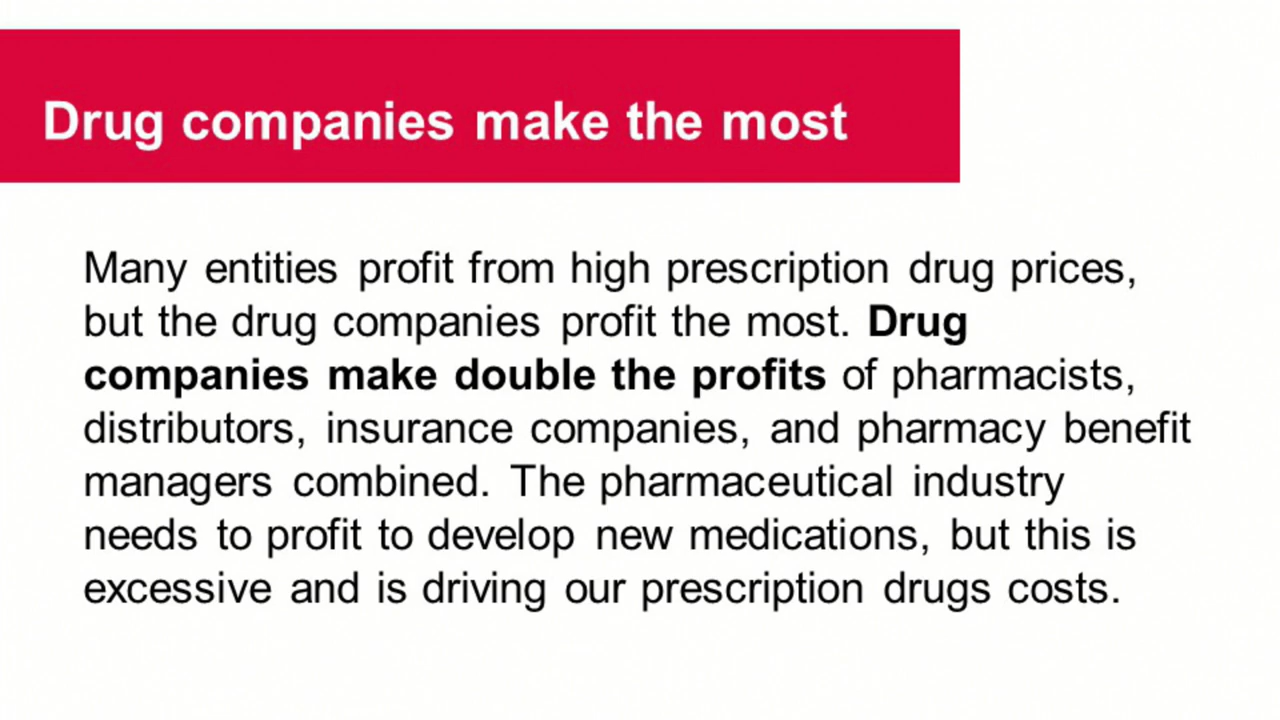 Drug companies make the most
Many entities profit from high prescription drug prices,
but the drug companies profit the most. Drug
companies make double the profits of pharmacists,
distributors, insurance companies, and pharmacy benefit
managers combined. The pharmaceutical industry
needs to profit to develop new medications, but this is
excessive and is driving our prescription drugs costs.